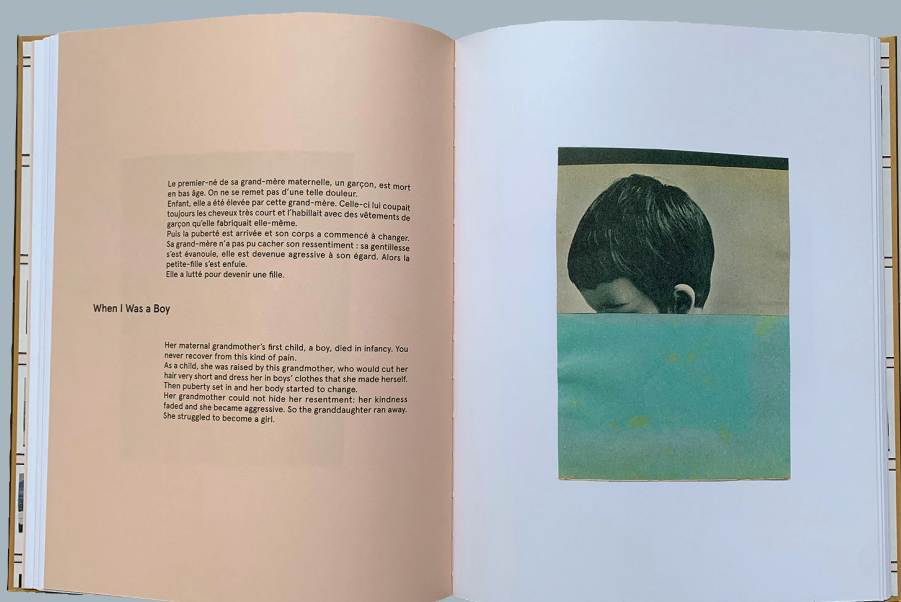 Le premier-né de sa grand-mère maternelle, un garçon, est mort
en bas âge. On ne se remet pas d'une telle douleur.
Enfant, elle a été élevée par cette grand-mère. Celle-ci lui coupait
toujours les cheveux très court et l'habillait avec des vêtements de
garçon qu'elle fabriquait elle-même.
Puis la puberté est arrivée et son corps a commencé à changer.
Sa grand-mère n'a pas pu cacher son ressentiment : sa gentillesse
s'est évanouie, elle est devenue agressive à son égard. Alors la
petite-fille s'est enfuie.
Elle a lutté pour devenir une fille.
When I Was a Boy
Her maternal grandmother's first child, a boy, died in infancy. You
never recover from this kind of pain.
As a child, she was raised by this grandmother, who would cut her
hair very short and dress her in boys' clothes that she made herself.
Then puberty set in and her body started to change.
Her grandmother could not hide her resentment: her kindness
faded and she became aggressive. So the granddaughter ran away.
She struggled to become a girl.